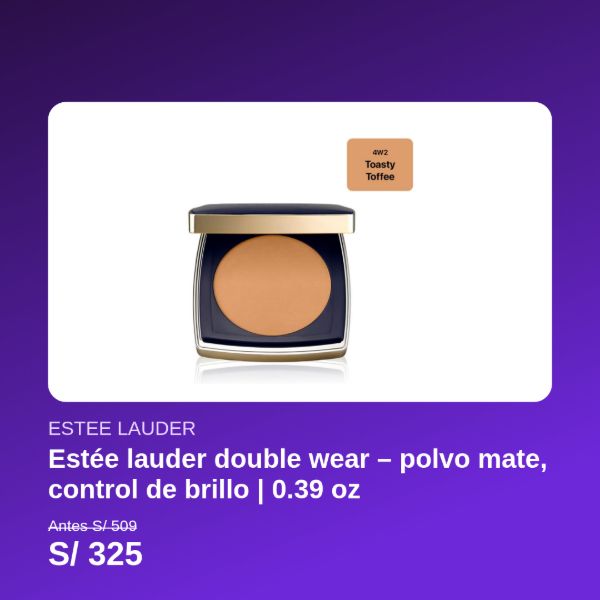 4W2
Toasty
Toffee
ESTEE LAUDER
Estée lauder double wear – polvo mate,
control de brillo | 0.39 oz
Antes S/ 509
S/ 325